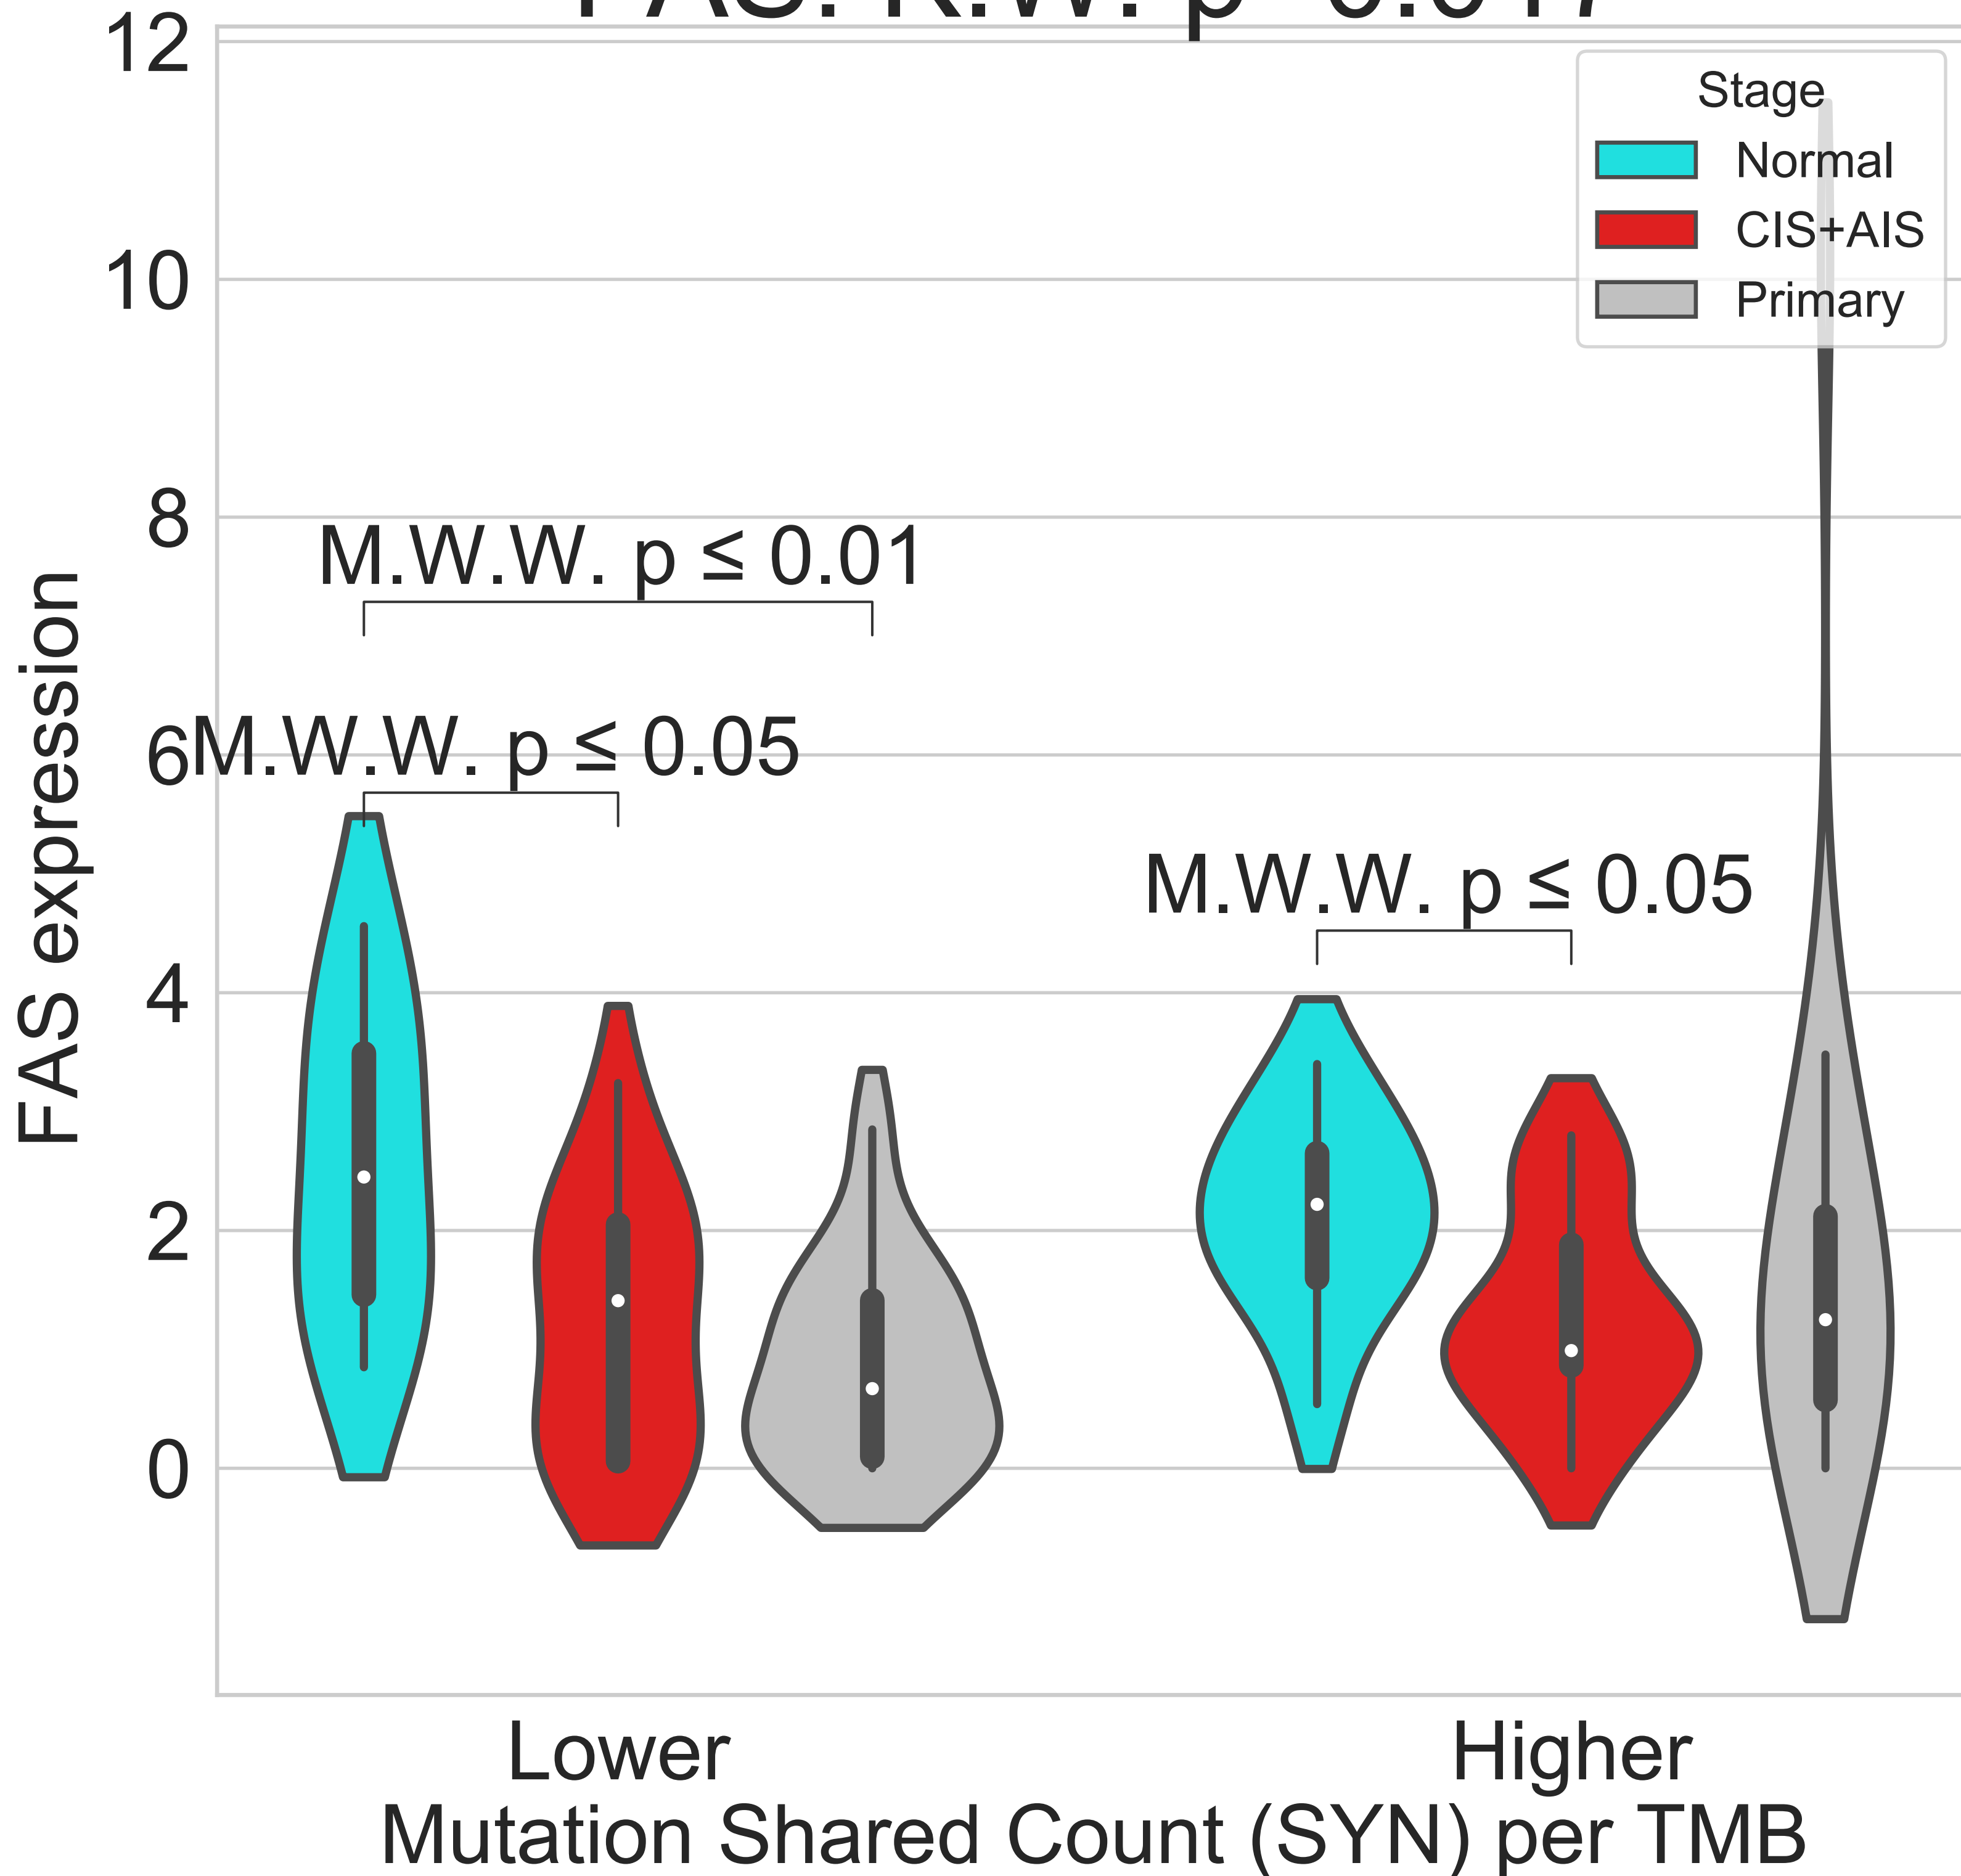 12
10
8
6
4
2
0
FAS expression
Stage
Normal
CIS+AIS
Primary
M.W.W. p ≤ 0.01
M.W.W. p ≤ 0.05
M.W.W. p ≤ 0.05
Lower
Higher
Mutation Shared Count (SYN) per TMB